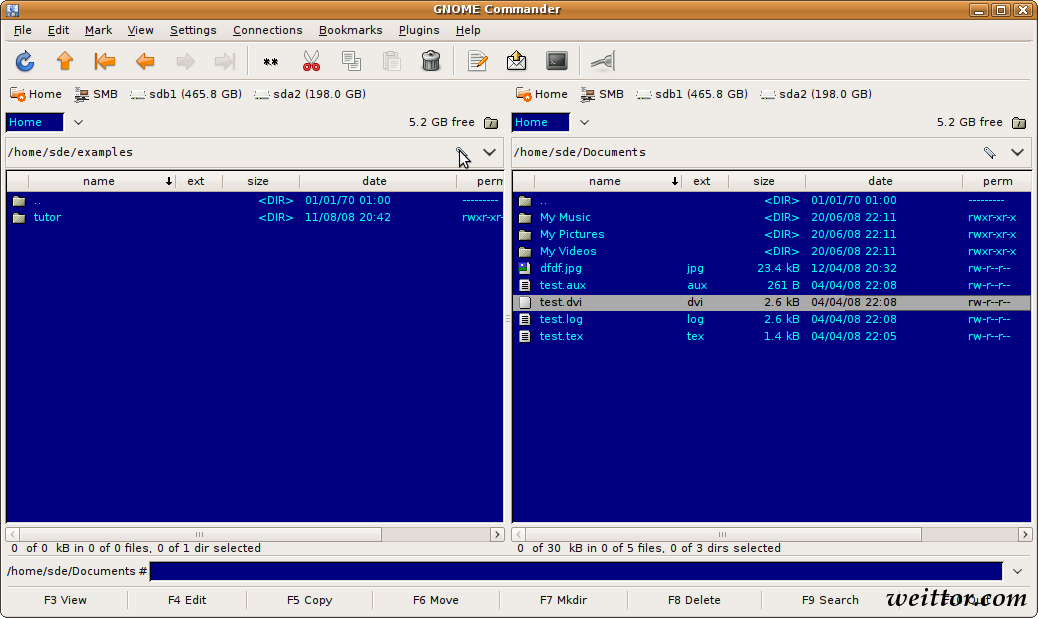 GNOME Commander
File Edit Mark View Settings Connections Bookmarks Plugins Help
**
Home SMB sdb1 (465.8 GB) sda2 (198.0 GB) Home SMB sdb1 (465.8 GB) sda2 (198.0 GB)
Home 5.2 GB free Home 5.2 GB free
/home/sde/examples /home/sde/Documents
name ext size date perm
.. <DIR> 01/01/70 01:00 ---------
tutor <DIR> 11/08/08 20:42 rwxr-xr-
name ext size date perm
.. <DIR> 01/01/70 01:00 ---------
My Music <DIR> 20/06/08 22:11 rwxr-xr-x
My Pictures <DIR> 20/06/08 22:11 rwxr-xr-x
My Videos <DIR> 20/06/08 22:11 rwxr-xr-x
dfdf.jpg jpg 23.4 kB 12/04/08 20:32 rw-r--r--
test.aux aux 261 B 04/04/08 22:08 rw-r--r--
test.dvi dvi 2.6 kB 04/04/08 22:08 rw-r--r--
test.log log 2.6 kB 04/04/08 22:08 rw-r--r--
test.tex tex 1.4 kB 04/04/08 22:05 rw-r--r--
0 of 0 kB in 0 of 0 files, 0 of 1 dir selected 0 of 30 kB in 0 of 5 files, 0 of 3 dirs selected
/home/sde/Documents #
F3 View F4 Edit F5 Copy F6 Move F7 Mkdir F8 Delete F9 Search
weittor.com